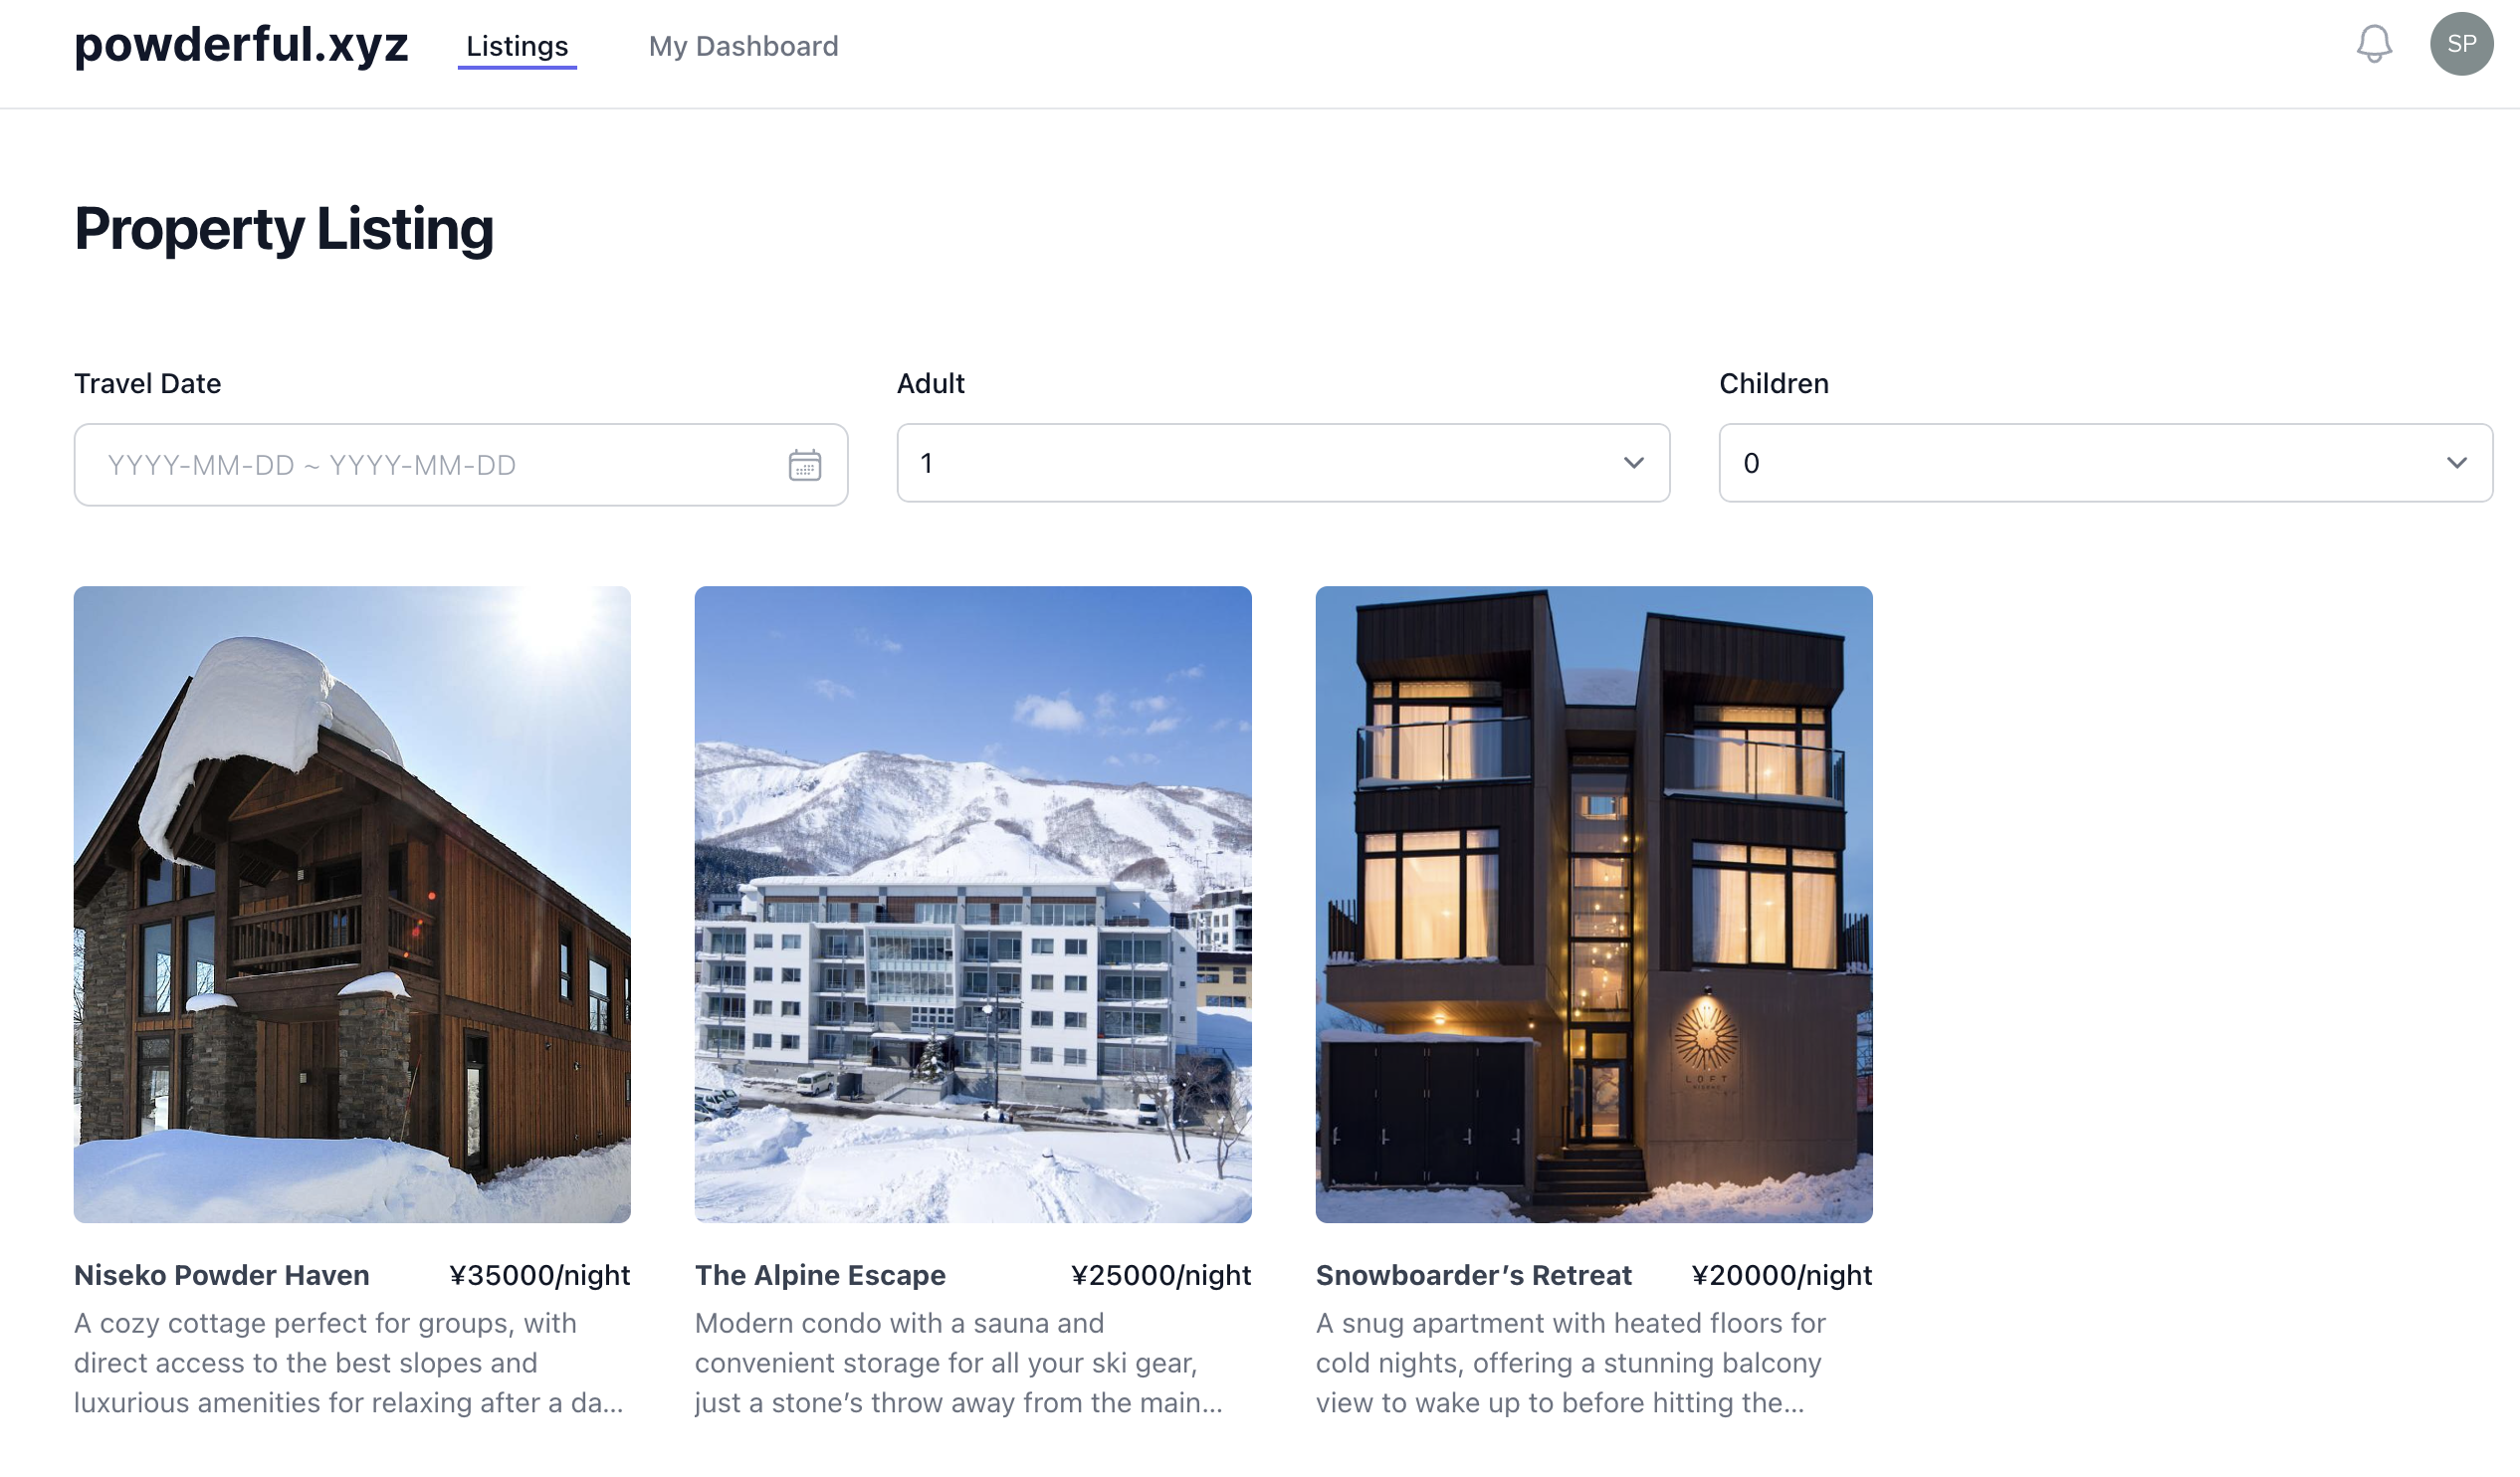 powderful.xyz Listings My Dashboard SP
Property Listing
Travel Date Adult Children
YYYY-MM-DD ~ YYYY-MM-DD 1 0
LOFT
Niseko Powder Haven ¥35000/night
A cozy cottage perfect for groups, with
direct access to the best slopes and
luxurious amenities for relaxing after a da...
The Alpine Escape ¥25000/night
Modern condo with a sauna and
convenient storage for all your ski gear,
just a stone’s throw away from the main...
Snowboarder’s Retreat ¥20000/night
A snug apartment with heated floors for
cold nights, offering a stunning balcony
view to wake up to before hitting the...